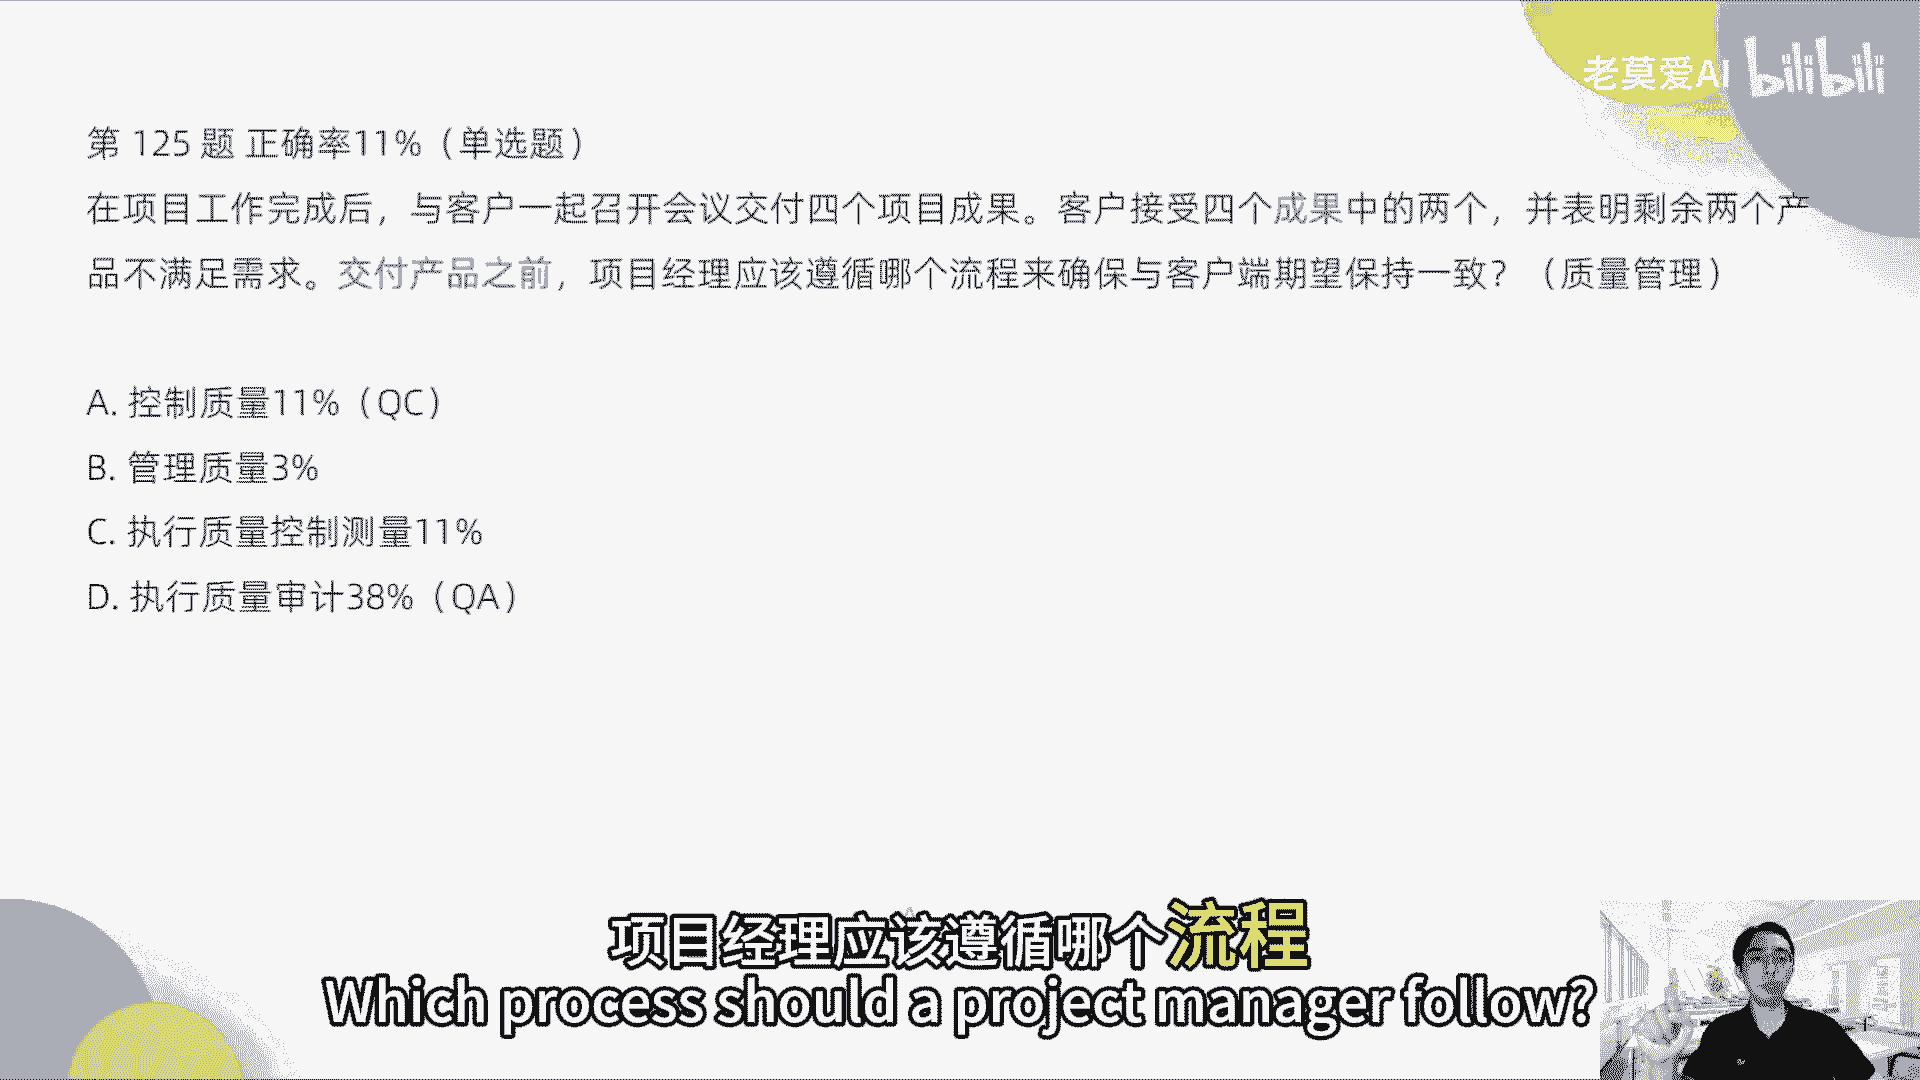 老莫爱AI bilibili
第 125 题 正确率11%（单选题）
在项目工作完成后，与客户一起召开会议交付四个项目成果。客户接受四个成果中的两个，并表明剩余两个产
品不满足需求。交付产品之前，项目经理应该遵循哪个流程来确保与客户端期望保持一致？（质量管理）
A. 控制质量11%（QC）
B. 管理质量3%
C. 执行质量控制测量11%
D. 执行质量审计38%（QA）
项目经理应该遵循哪个流程
Which process should a project manager follow?